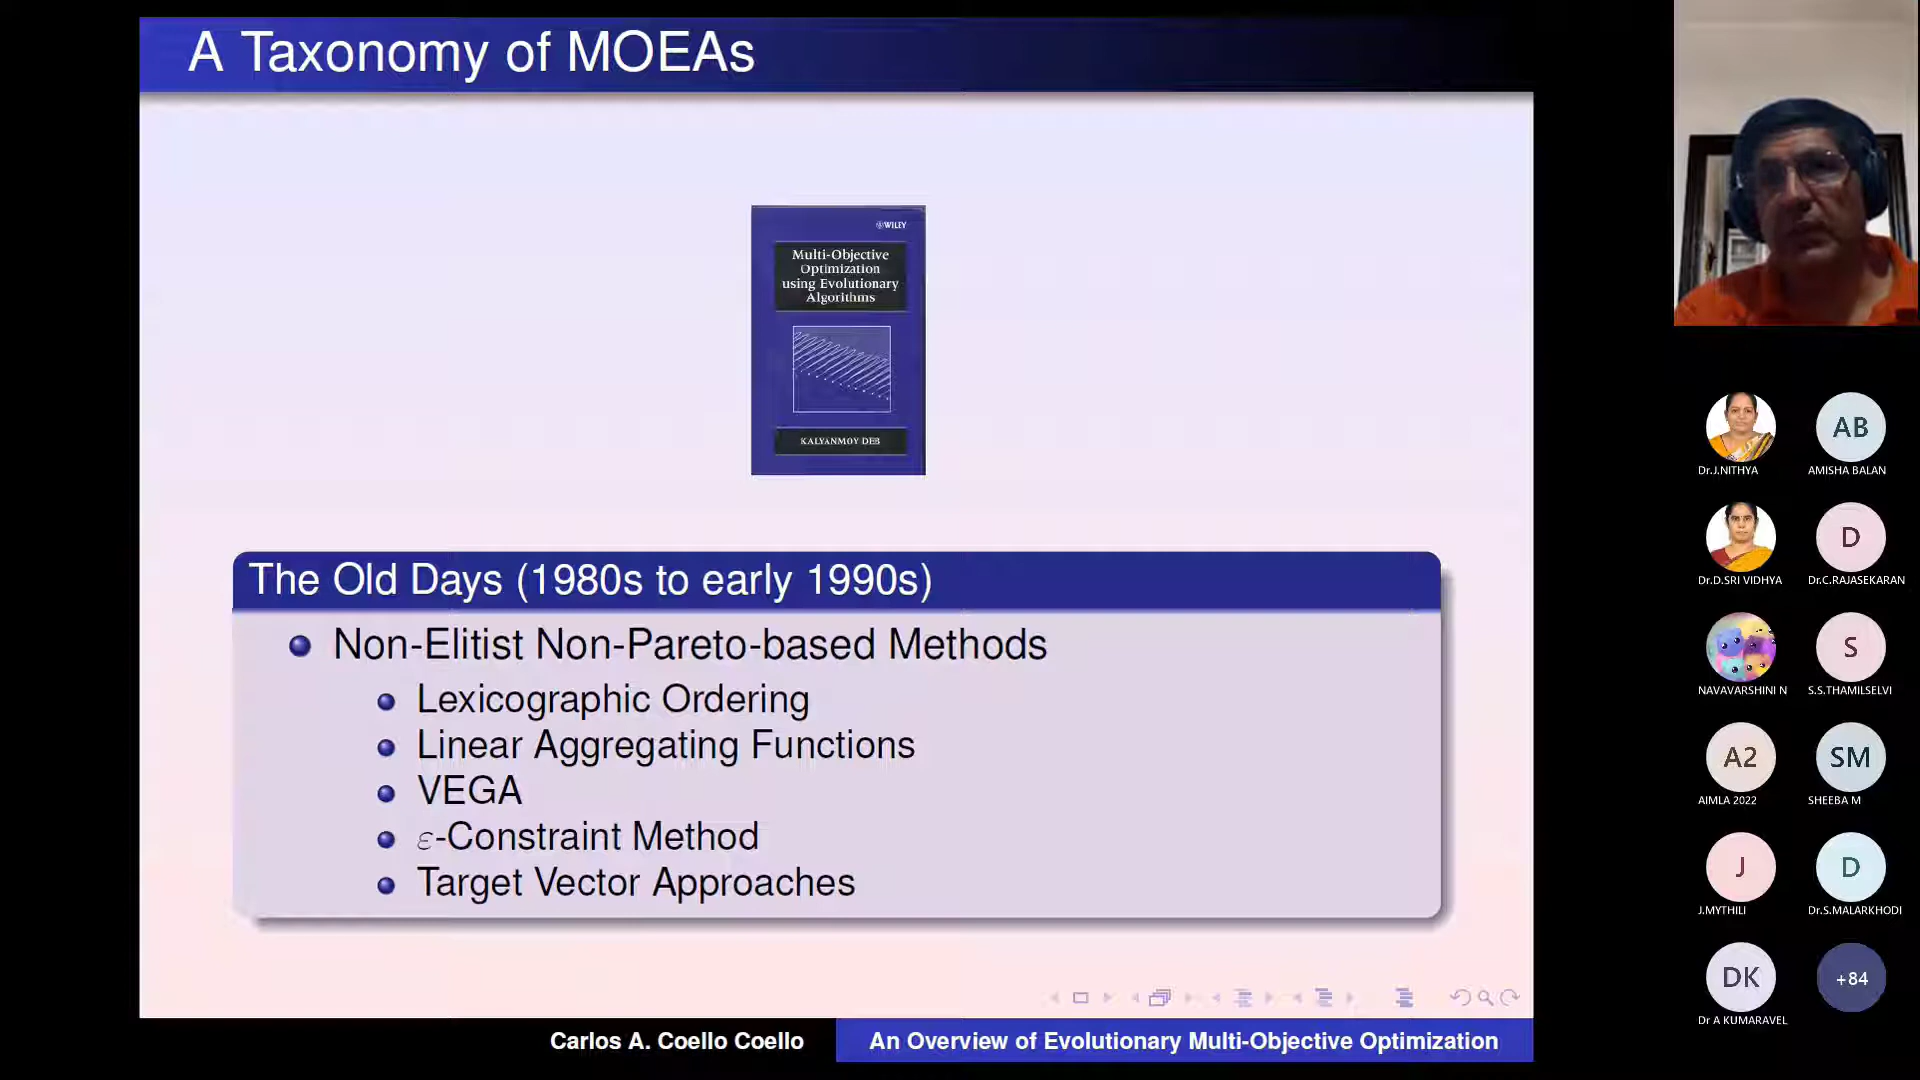 A Taxonomy of MOEAs
WILEY
Multi-Objective
Optimization
using Evolutionary
Algorithms
KALYANMOY DEB
The Old Days (1980s to early 1990s)
Non-Elitist Non-Pareto-based Methods
Lexicographic Ordering
Linear Aggregating Functions
VEGA
ε-Constraint Method
Target Vector Approaches
Carlos A. Coello Coello
An Overview of Evolutionary Multi-Objective Optimization
AB
Dr.J.NITHYA
AMISHA BALAN
D
Dr.D.SRI VIDHYA
Dr.C.RAJASEKARAN
S
NAVAVARSHINI N
S.S.THAMILSELVI
A2
SM
AIMLA 2022
SHEEBA M
J
D
J.MYTHILI
Dr.S.MALARKHODI
DK
+84
Dr A KUMARAVEL